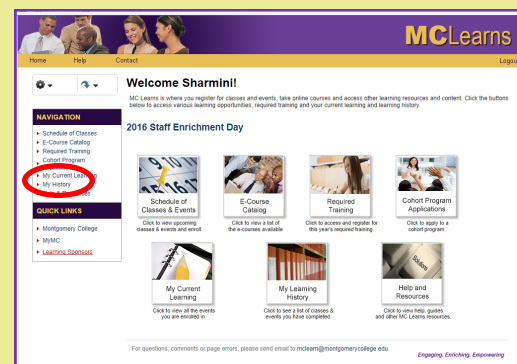 MCLearns
Home Help Contact Logout
Welcome Sharmini!
MC Learns is where you register for classes and events, take online courses and access other learning resources and content. Click the buttons
below to access various learning opportunities, required training and your current learning and learning history.
NAVIGATION
Schedule of Classes
E-Course Catalog
Required Training
Cohort Program
My Current Learning
My History
QUICK LINKS
Montgomery College
MyMC
Learning Sponsors
2016 Staff Enrichment Day
Schedule of
Classes & Events
Click to view upcoming
classes & events and enroll.
E-Course
Catalog
Click to view a list of
the e-courses available
Required
Training
Click to access and register for
this year's required training.
Cohort Program
Applications
Click to apply to a
cohort program.
My Current
Learning
Click to view all the events
you are enrolled in.
My Learning
History
Click to see a list of classes &
events you have completed.
Solutions
Help and
Resources
Click to view help, guides
and other MC Learns resources.
For questions, comments or page errors, please send email to mclearn@montgomerycollege.edu.
Engaging. Enriching. Empowering